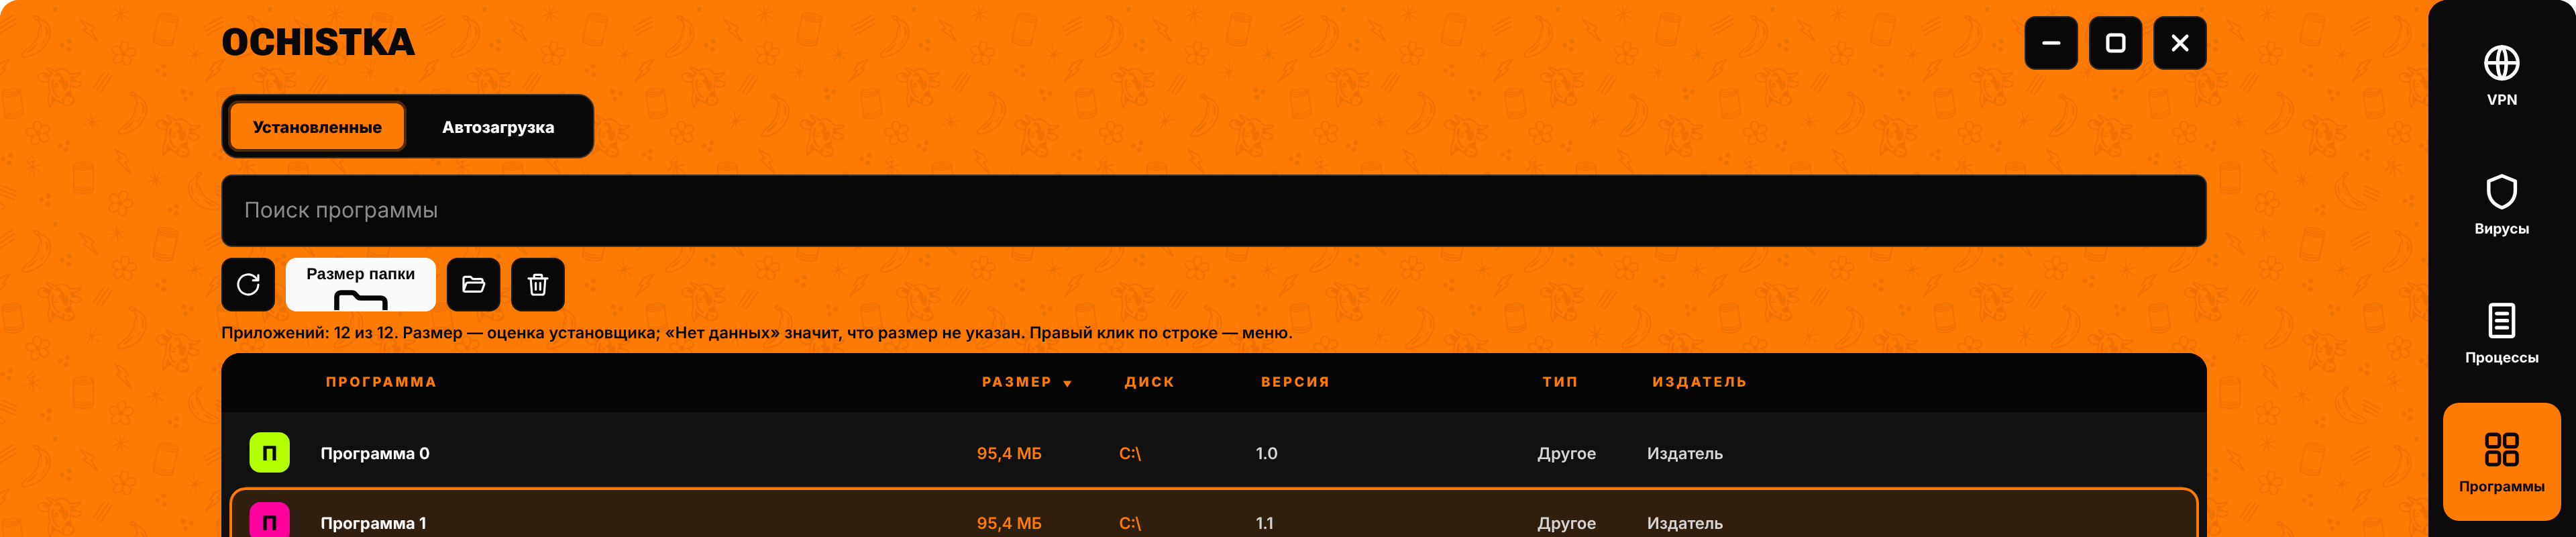 OCHISTKA
Установленные Автозагрузка
Поиск программы
Размер папки
Приложений: 12 из 12. Размер — оценка установщика; «Нет данных» значит, что размер не указан. Правый клик по строке — меню.
ПРОГРАММА РАЗМЕР ▼ ДИСК ВЕРСИЯ ТИП ИЗДАТЕЛЬ
П Программа 0 95,4 МБ C:\ 1.0 Другое Издатель
П Программа 1 95,4 МБ C:\ 1.1 Другое Издатель
VPN
Вирусы
Процессы
Программы